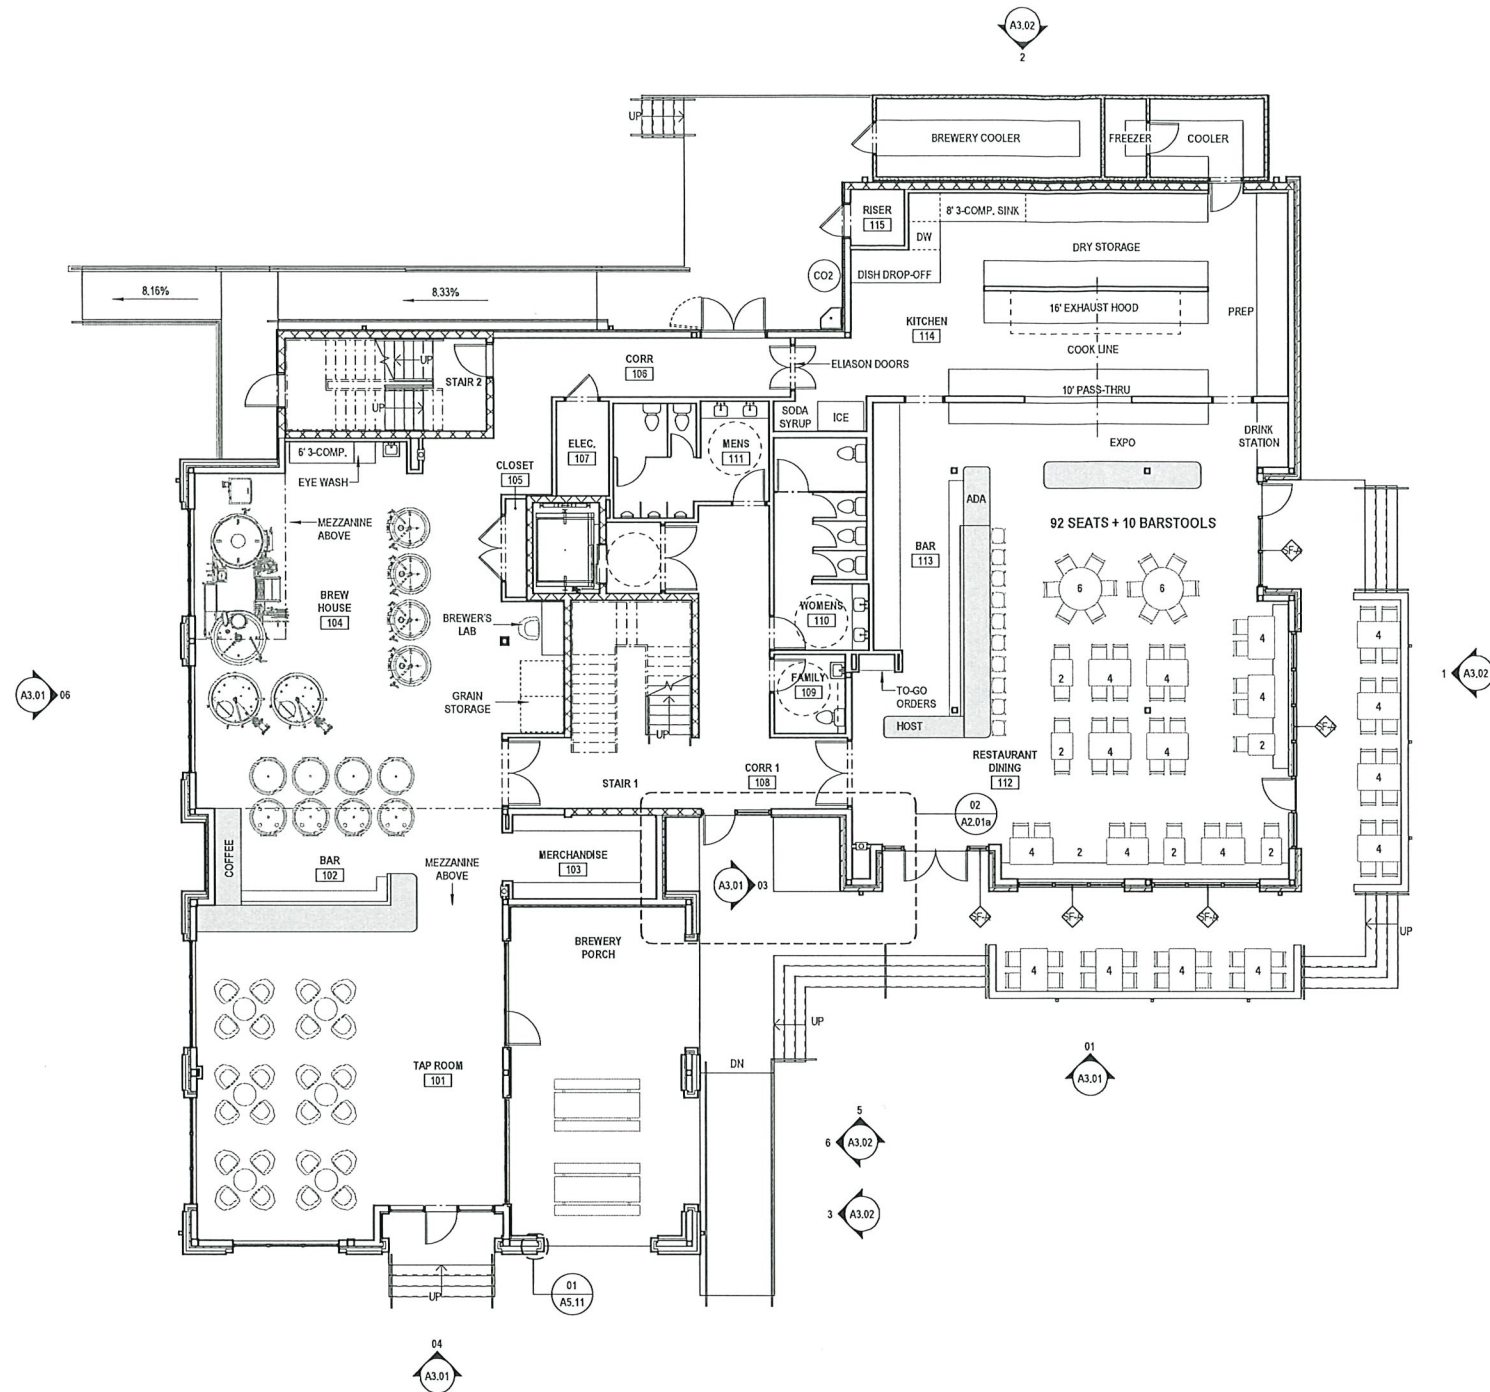 A3.02
2
UP
BREWERY COOLER
FREEZER
COOLER
RISER
115
8' 3-COMP. SINK
DW
DRY STORAGE
DISH DROP-OFF
CO2
8.16%
8.33%
16' EXHAUST HOOD
PREP
KITCHEN
114
COOK LINE
UP
STAIR 2
CORR
106
ELIASON DOORS
10' PASS-THRU
UP
SODA
SYRUP
ICE
6' 3-COMP.
ELEC.
107
MENS
111
EXPO
DRINK
STATION
EYE WASH
CLOSET
105
ADA
MEZZANINE
ABOVE
92 SEATS + 10 BARSTOOLS
SF-A
BAR
113
6
6
BREW
HOUSE
104
BREWER'S
LAB
WOMENS
110
4
4
A3.01
06
GRAIN
STORAGE
FAMILY
109
TO-GO
ORDERS
2
4
4
4
4
1
A3.02
UP
HOST
SF-A
2
4
4
2
4
STAIR 1
CORR 1
108
RESTAURANT
DINING
112
02
A2.01a
COFFEE
BAR
102
MEZZANINE
ABOVE
MERCHANDISE
103
4
2
4
2
4
2
4
A3.01
03
SF-A
SF-A
SF-A
UP
BREWERY
PORCH
4
4
4
4
UP
TAP ROOM
101
DN
01
A3.01
5
6
A3.02
3
A3.02
UP
01
A5.11
04
A3.01